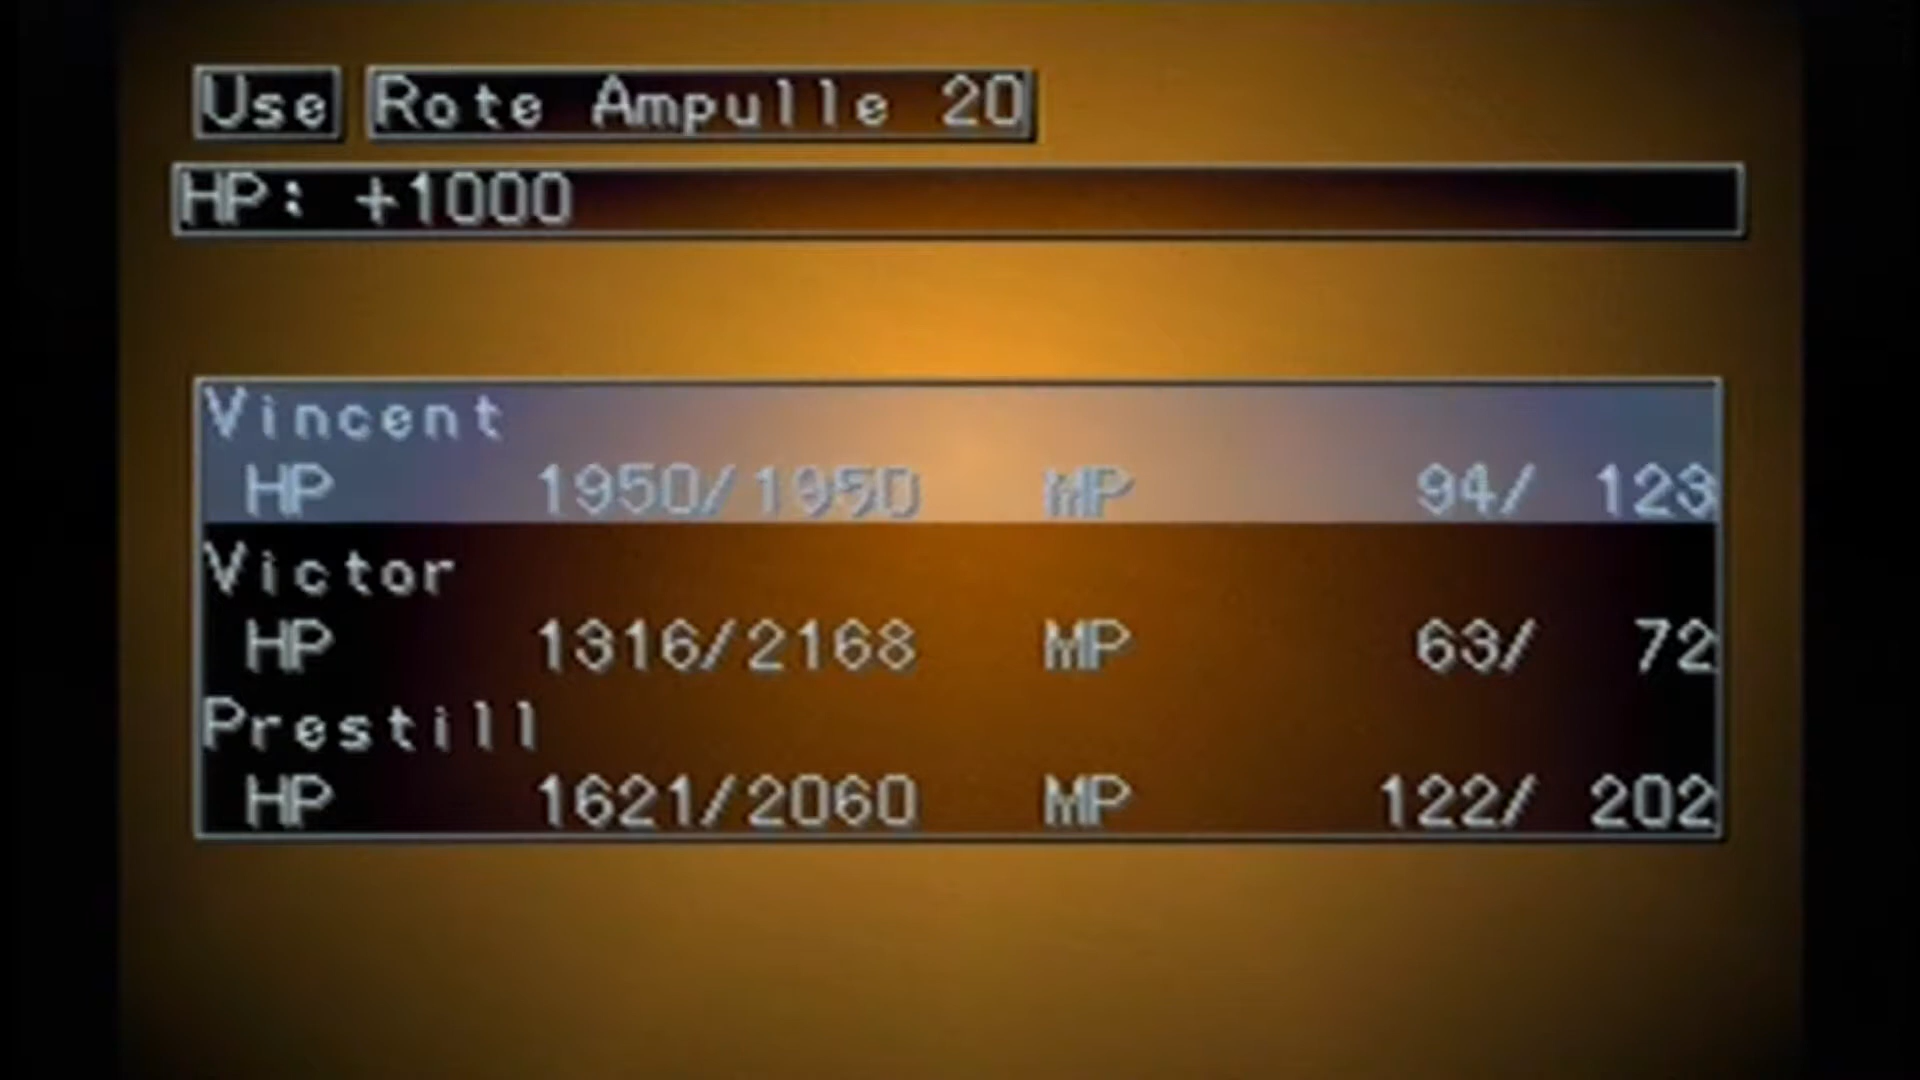 Use Rote Ampulle 20
HP: +1000
Vincent
HP 1950/1950 MP 94/ 123
Victor
HP 1316/2168 MP 63/ 72
Prestill
HP 1621/2060 MP 122/ 202